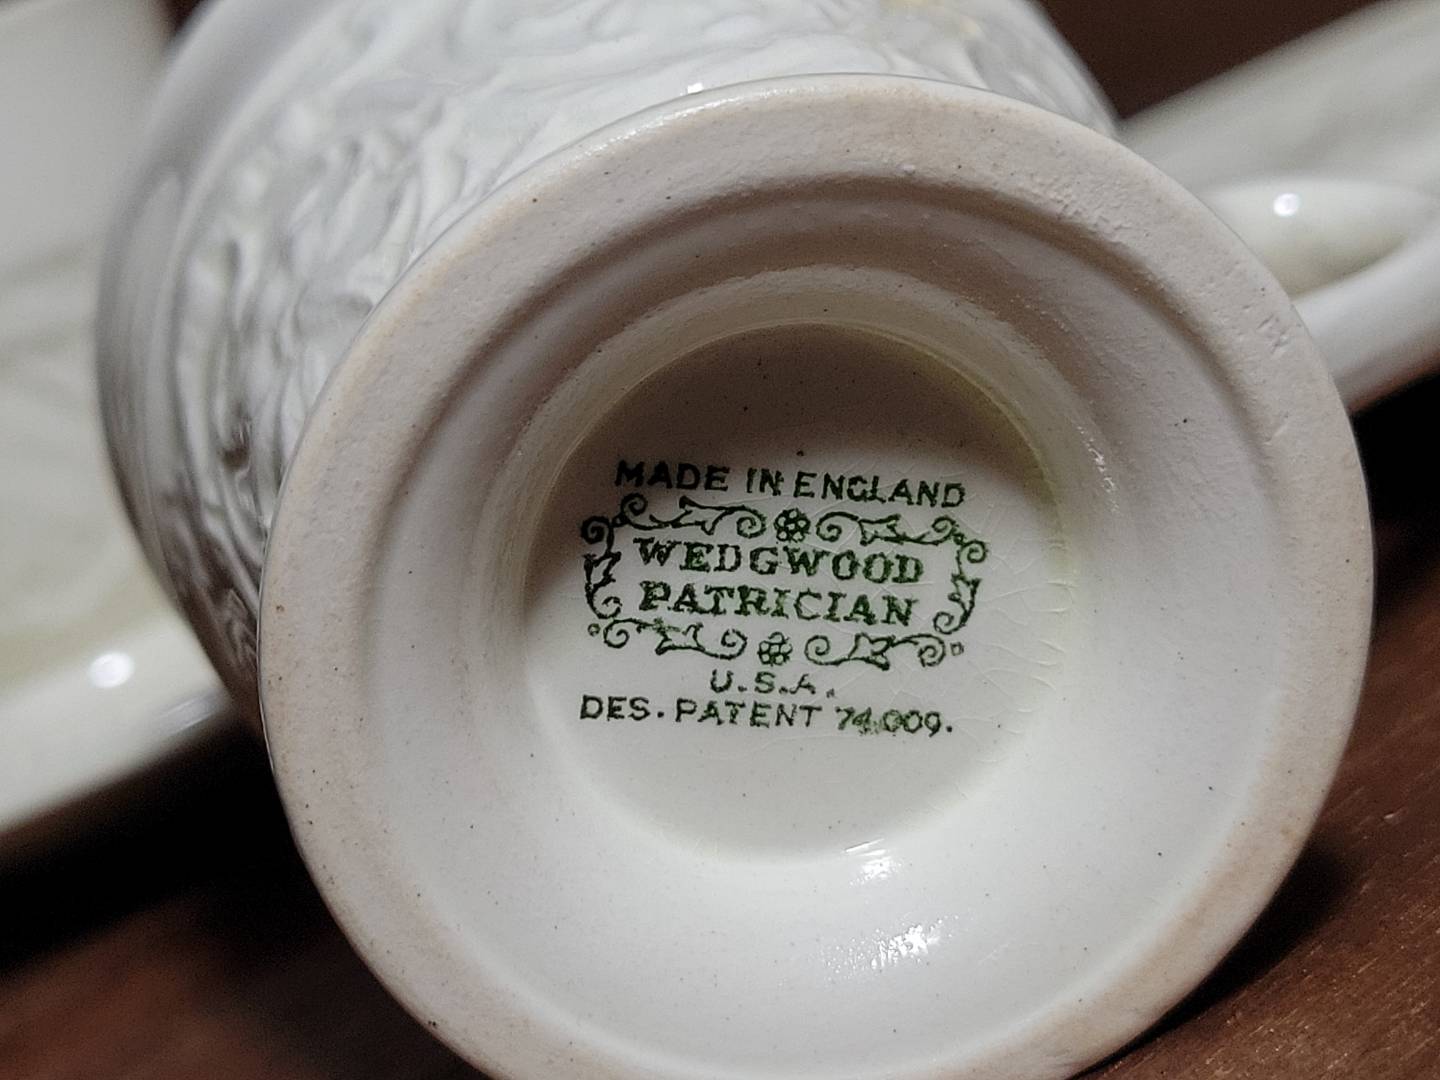 MADE IN ENGLAND
WEDGWOOD
PATRICIAN
U.S.A.
DES. PATENT 74,009.